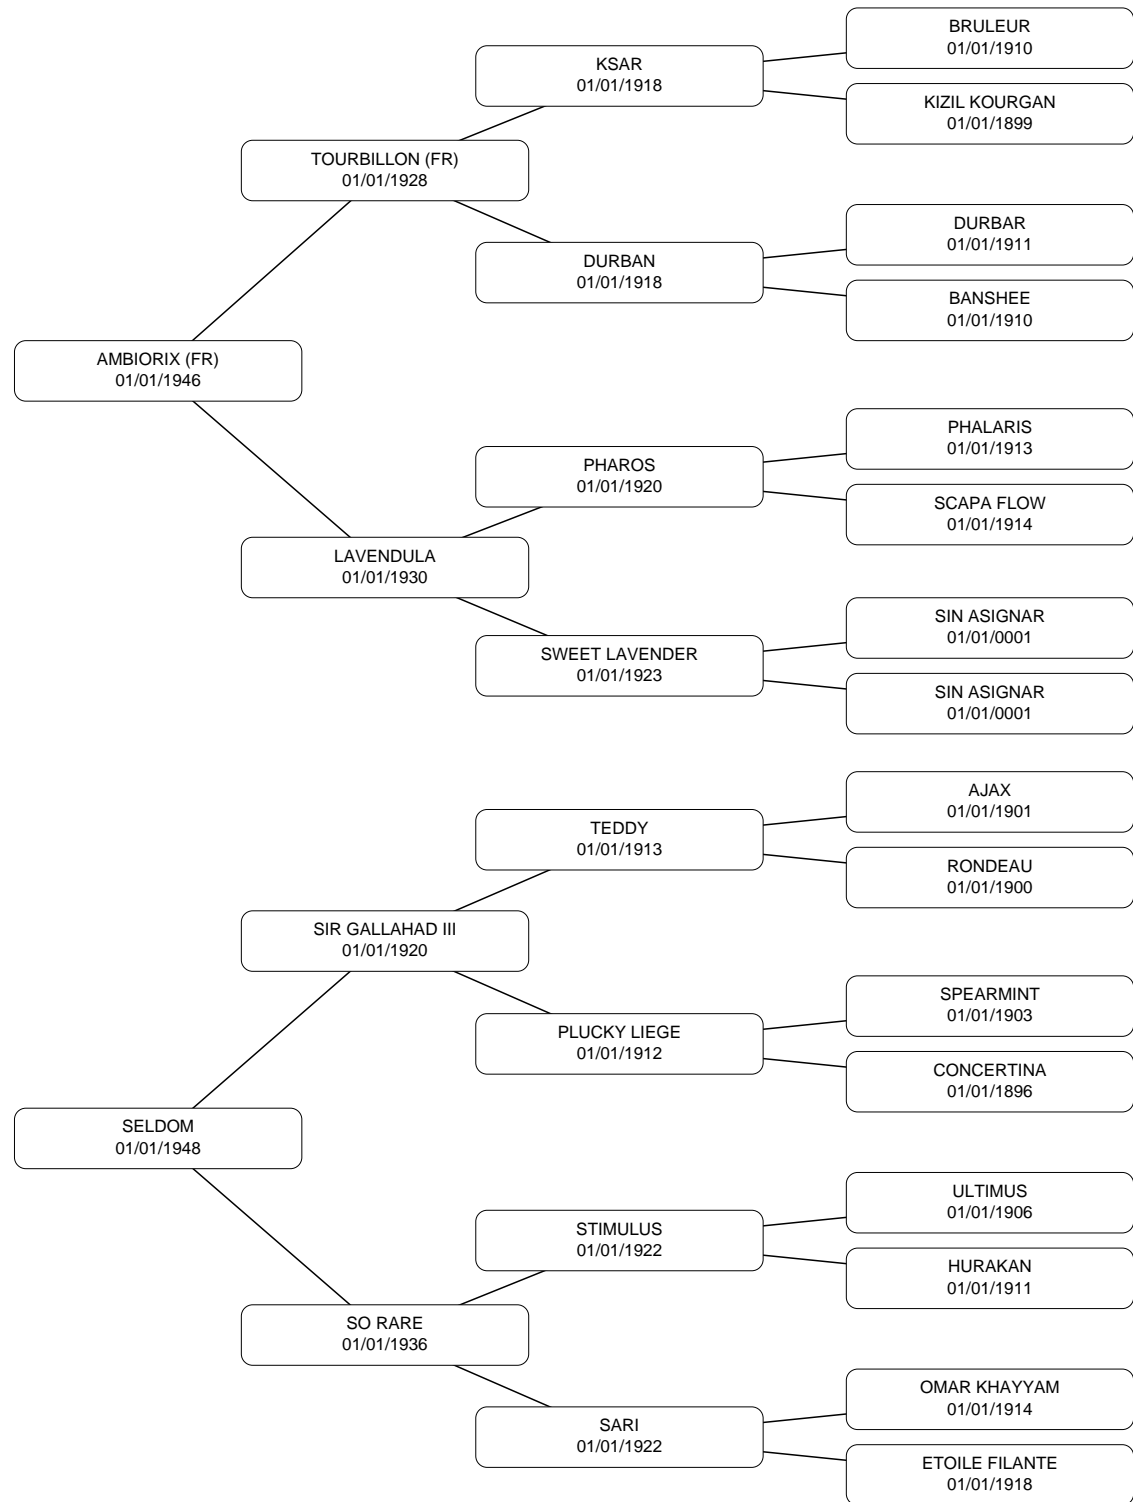 BRULEUR
01/01/1910
KSAR
01/01/1918
KIZIL KOURGAN
01/01/1899
TOURBILLON (FR)
01/01/1928
DURBAR
01/01/1911
DURBAN
01/01/1918
BANSHEE
01/01/1910
AMBIORIX (FR)
01/01/1946
PHALARIS
01/01/1913
PHAROS
01/01/1920
SCAPA FLOW
01/01/1914
LAVENDULA
01/01/1930
SIN ASIGNAR
01/01/0001
SWEET LAVENDER
01/01/1923
SIN ASIGNAR
01/01/0001
AJAX
01/01/1901
TEDDY
01/01/1913
RONDEAU
01/01/1900
SIR GALLAHAD III
01/01/1920
SPEARMINT
01/01/1903
PLUCKY LIEGE
01/01/1912
CONCERTINA
01/01/1896
SELDOM
01/01/1948
ULTIMUS
01/01/1906
STIMULUS
01/01/1922
HURAKAN
01/01/1911
SO RARE
01/01/1936
OMAR KHAYYAM
01/01/1914
SARI
01/01/1922
ETOILE FILANTE
01/01/1918